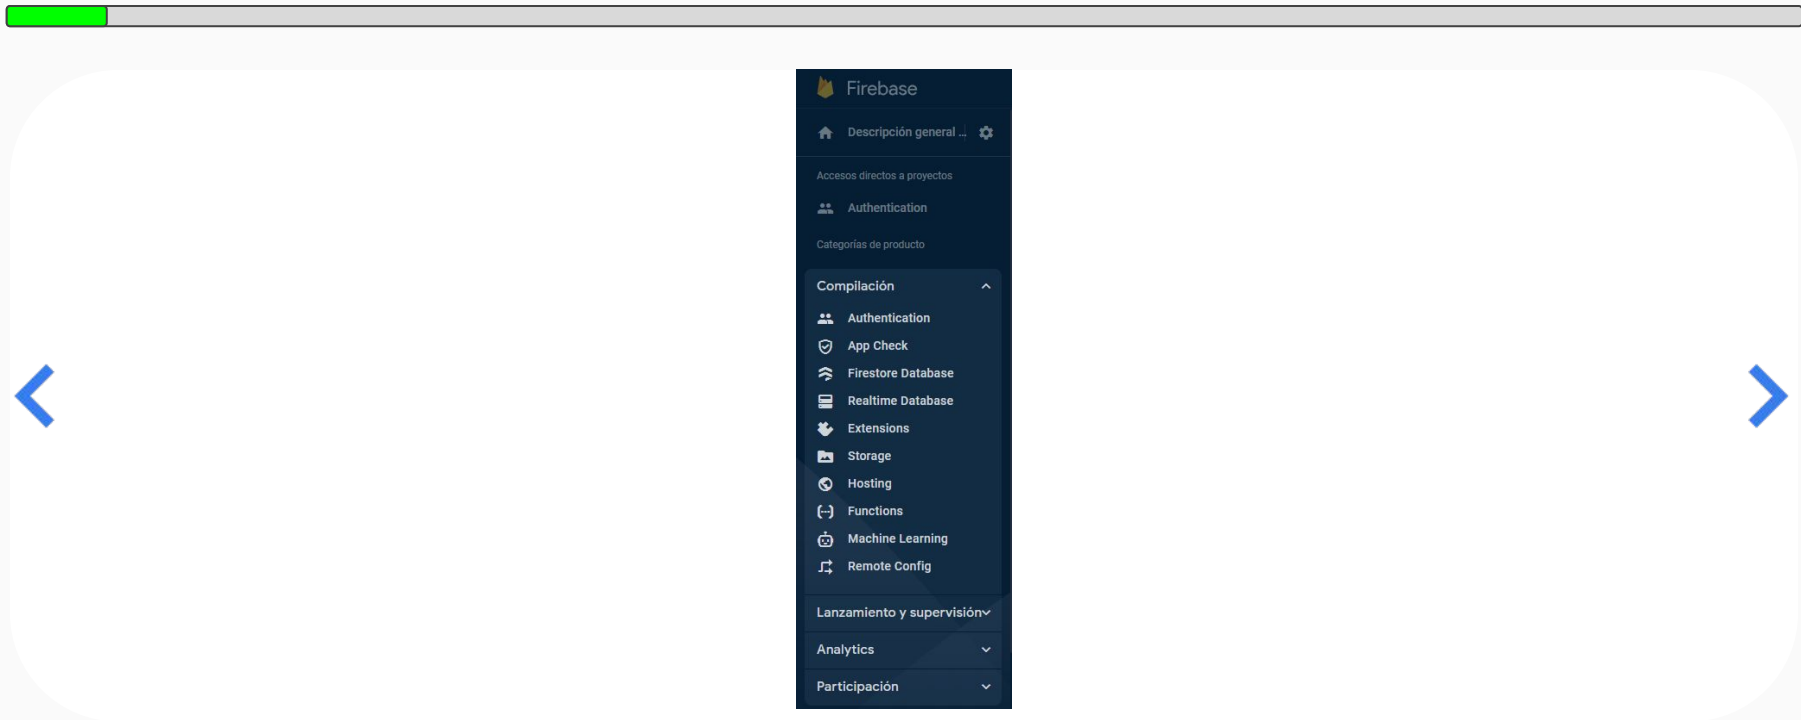 Firebase
Descripción general ...
Accesos directos a proyectos
Authentication
Categorías de producto
Compilación
Authentication
App Check
Firestore Database
Realtime Database
Extensions
Storage
Hosting
Functions
Machine Learning
Remote Config
Lanzamiento y supervisión
Analytics
Participación